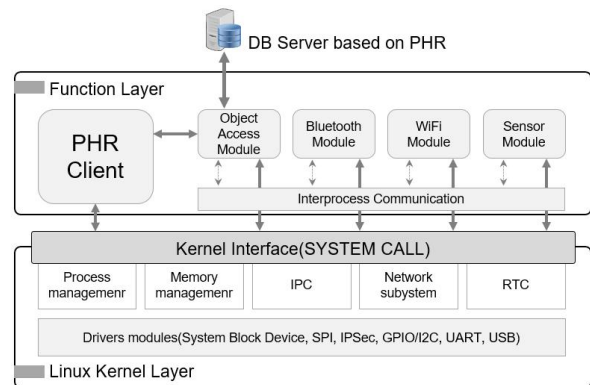 DB Server based on PHR
Function Layer
PHR
Client
Object
Access
Module
Bluetooth
Module
WiFi
Module
Sensor
Module
Interprocess Communication
Kernel Interface(SYSTEM CALL)
Process
managemenr
Memory
managemenr
IPC
Network
subystem
RTC
Drivers modules(System Block Device, SPI, IPSec, GPIO/I2C, UART, USB)
Linux Kernel Layer